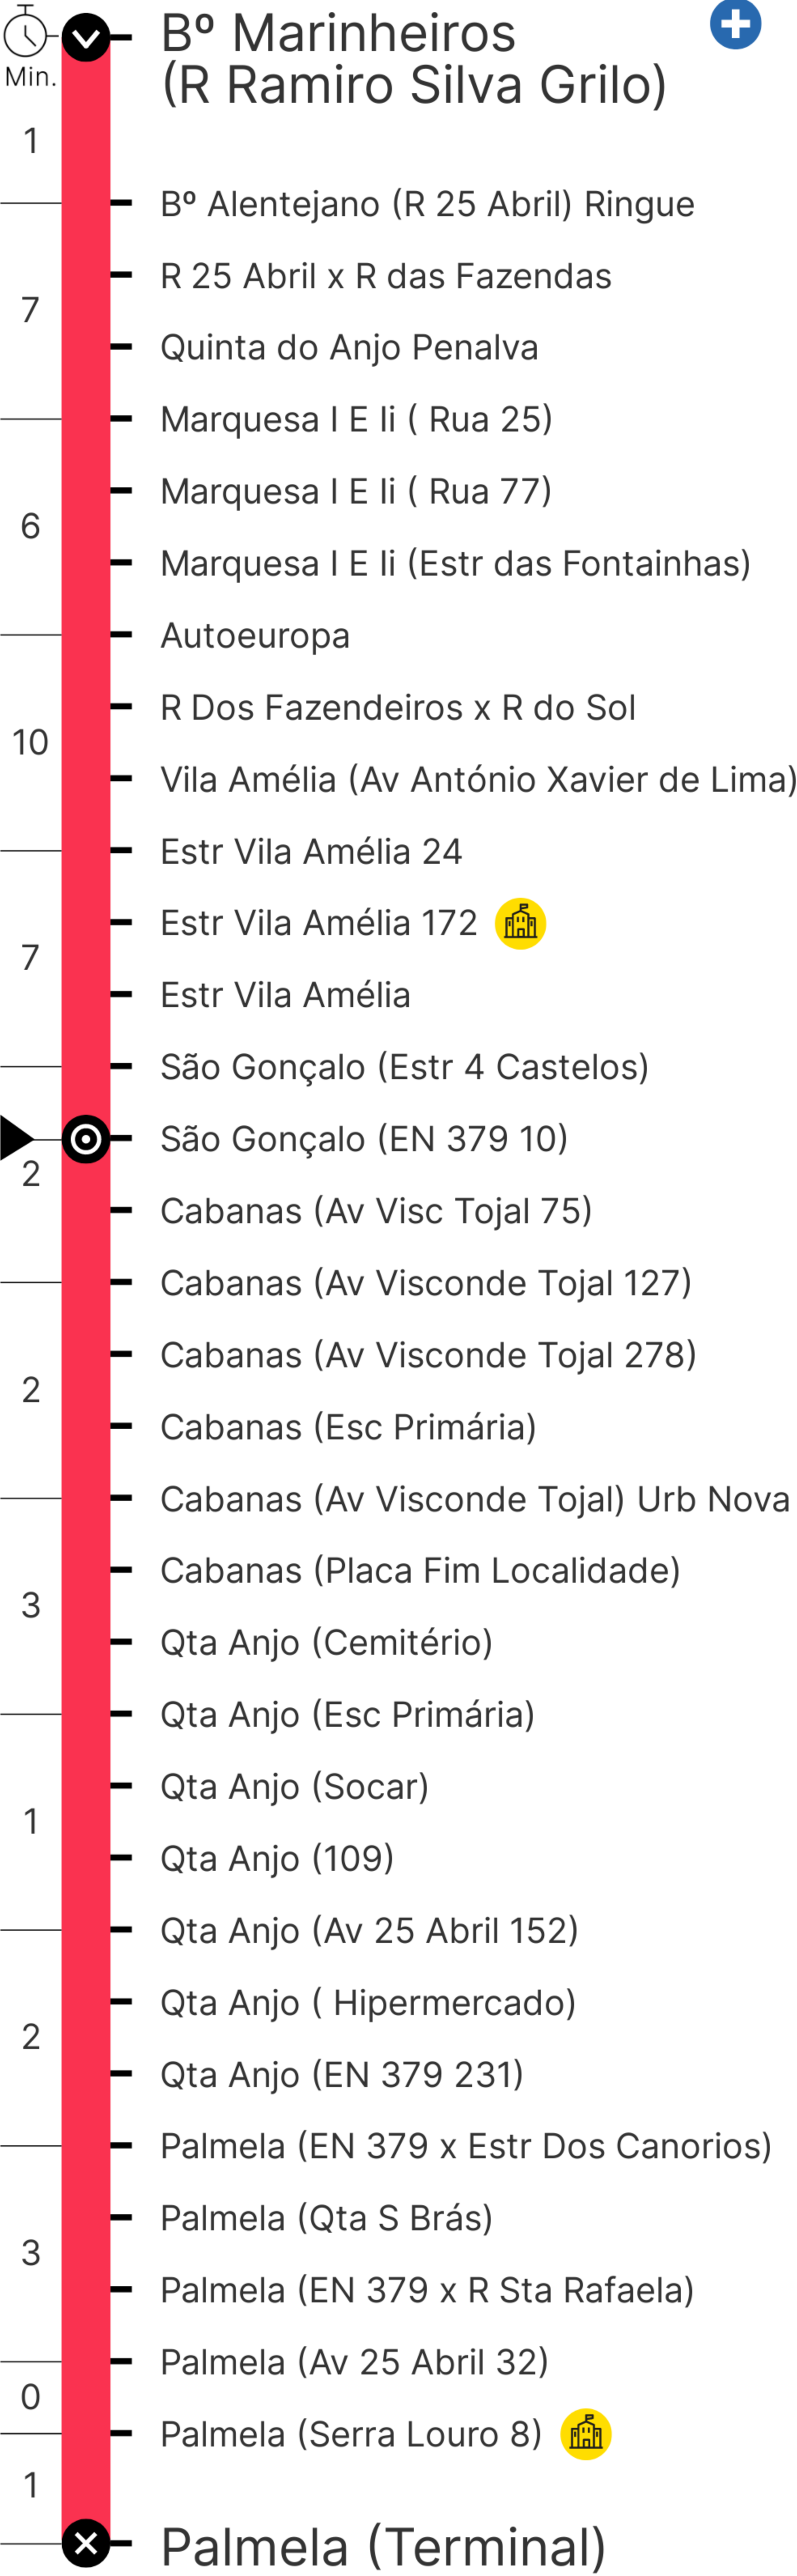 Bº Marinheiros
(R Ramiro Silva Grilo)
Min.
1
Bº Alentejano (R 25 Abril) Ringue
R 25 Abril x R das Fazendas
7
Quinta do Anjo Penalva
Marquesa I E Ii ( Rua 25)
Marquesa I E Ii ( Rua 77)
6
Marquesa I E Ii (Estr das Fontainhas)
Autoeuropa
R Dos Fazendeiros x R do Sol
10
Vila Amélia (Av António Xavier de Lima)
Estr Vila Amélia 24
Estr Vila Amélia 172
7
Estr Vila Amélia
São Gonçalo (Estr 4 Castelos)
São Gonçalo (EN 379 10)
2
Cabanas (Av Visc Tojal 75)
Cabanas (Av Visconde Tojal 127)
Cabanas (Av Visconde Tojal 278)
2
Cabanas (Esc Primária)
Cabanas (Av Visconde Tojal) Urb Nova
Cabanas (Placa Fim Localidade)
3
Qta Anjo (Cemitério)
Qta Anjo (Esc Primária)
Qta Anjo (Socar)
1
Qta Anjo (109)
Qta Anjo (Av 25 Abril 152)
Qta Anjo ( Hipermercado)
2
Qta Anjo (EN 379 231)
Palmela (EN 379 x Estr Dos Canorios)
Palmela (Qta S Brás)
3
Palmela (EN 379 x R Sta Rafaela)
Palmela (Av 25 Abril 32)
0
Palmela (Serra Louro 8)
1
Palmela (Terminal)